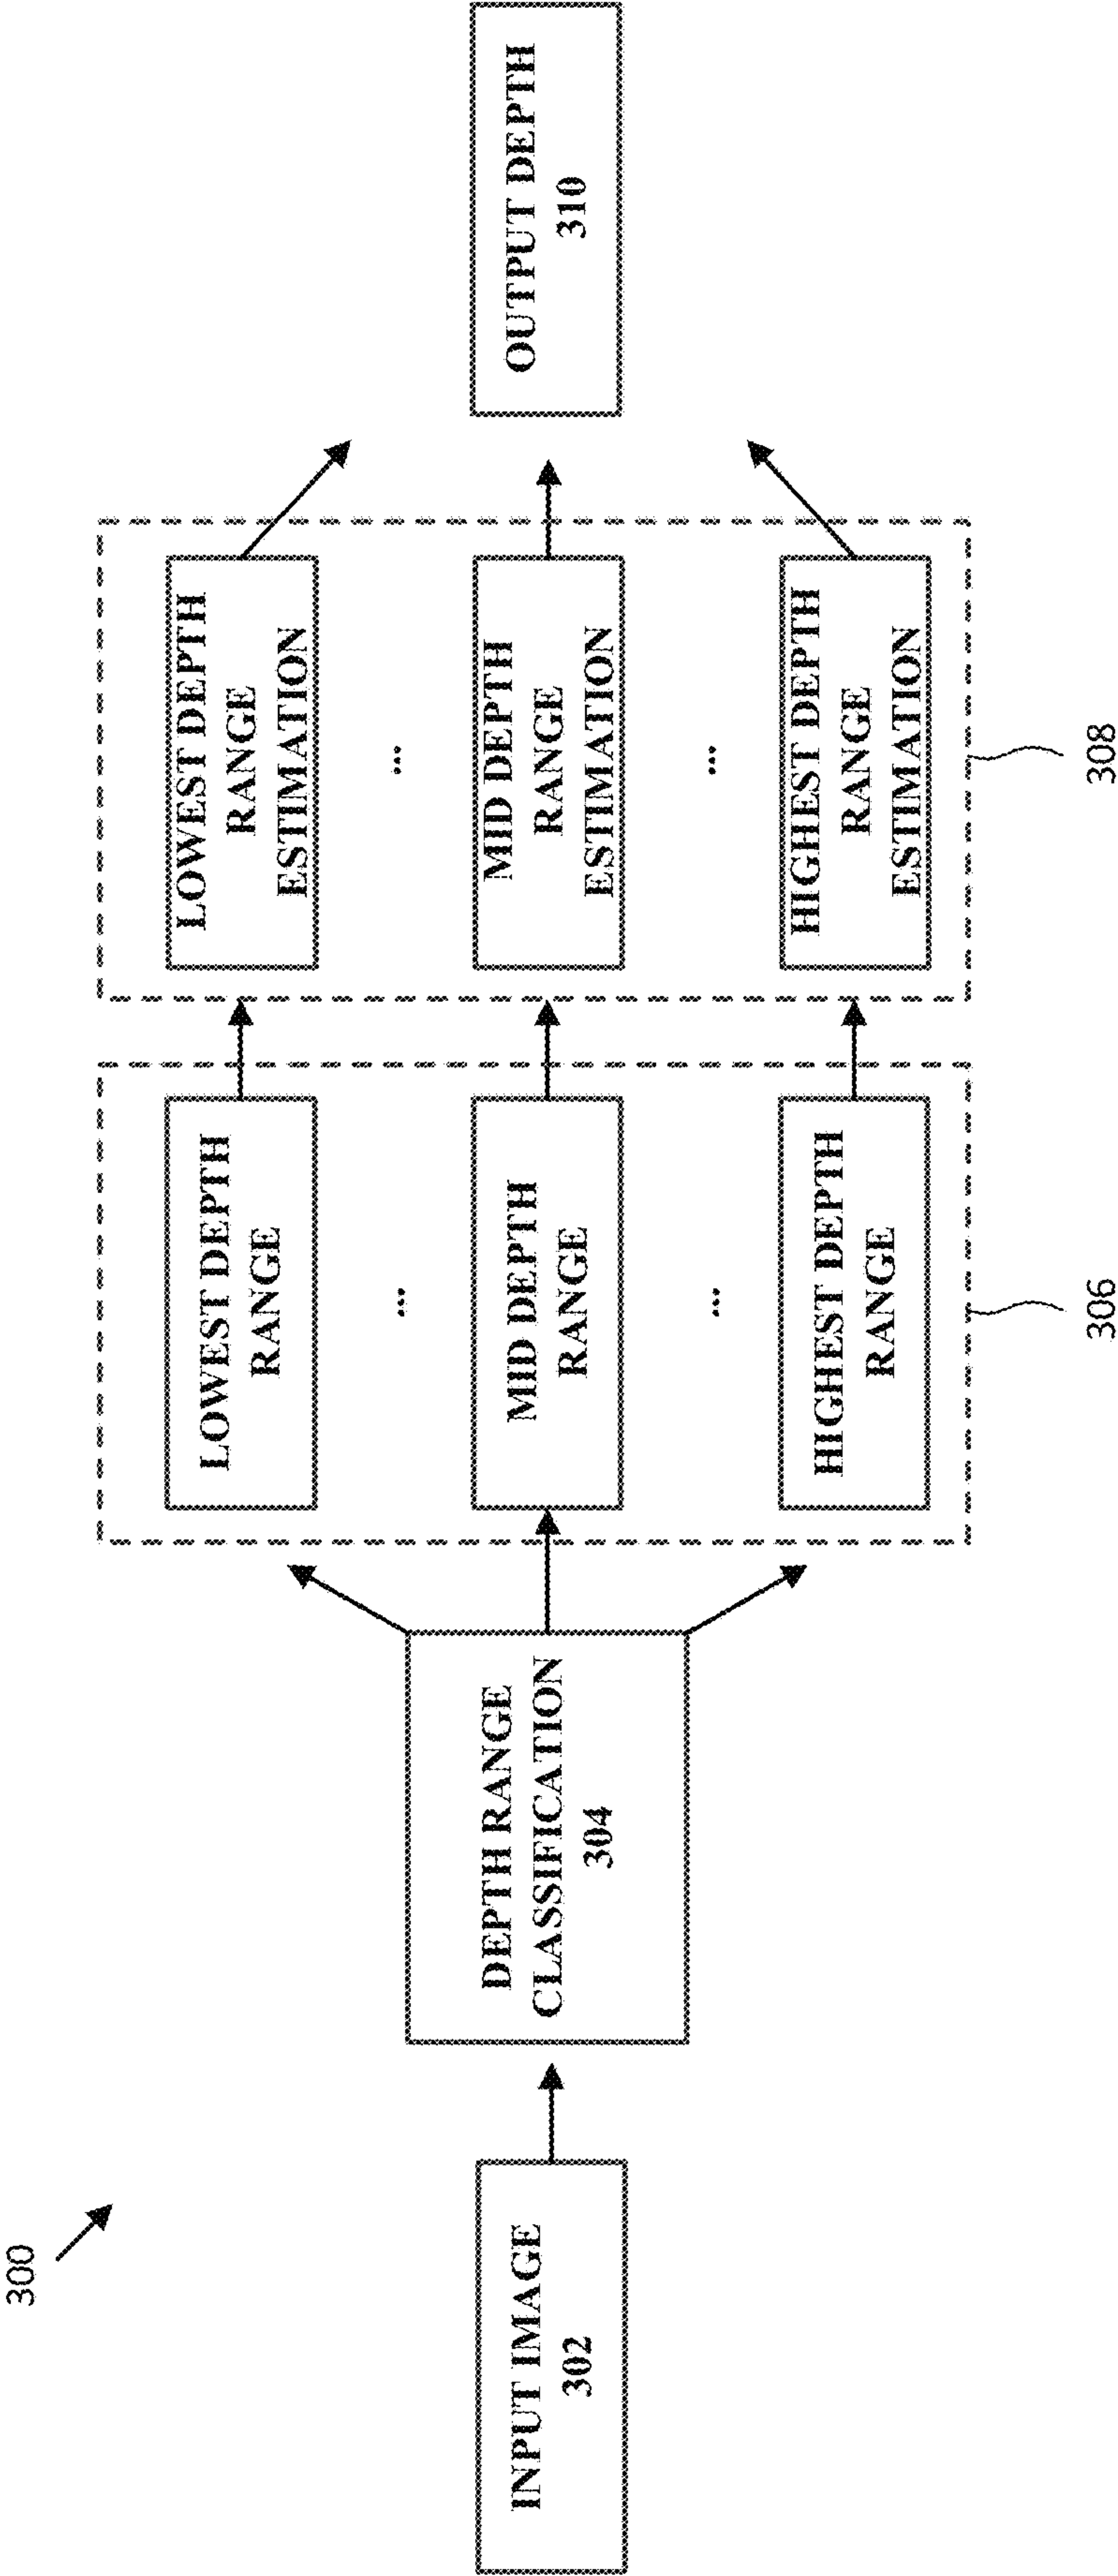 300
INPUT IMAGE
302
DEPTH RANGE
CLASSIFICATION
304
LOWEST DEPTH
RANGE
...
MID DEPTH
RANGE
...
HIGHEST DEPTH
RANGE
306
LOWEST DEPTH
RANGE
ESTIMATION
...
MID DEPTH
RANGE
ESTIMATION
...
HIGHEST DEPTH
RANGE
ESTIMATION
308
OUTPUT DEPTH
310